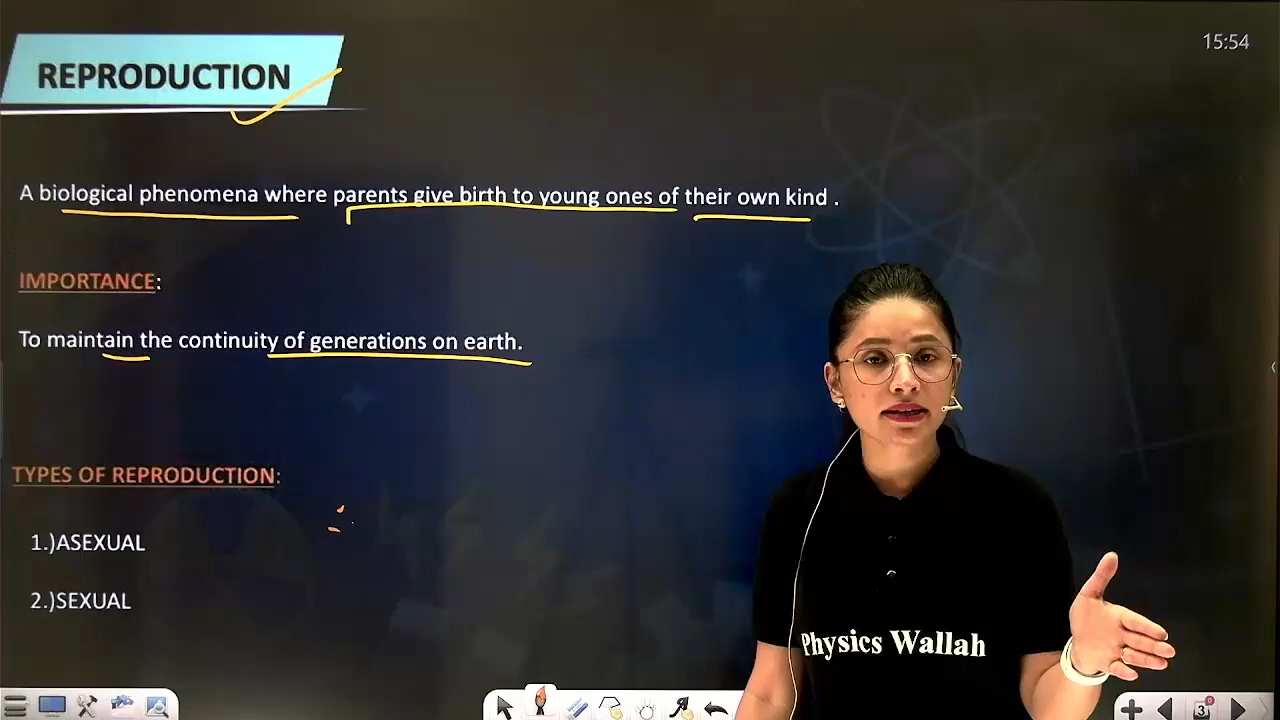 15:54
REPRODUCTION
A biological phenomena where parents give birth to young ones of their own kind .
IMPORTANCE:
To maintain the continuity of generations on earth.
TYPES OF REPRODUCTION:
1.)ASEXUAL
2.)SEXUAL
Physics Wallah
3